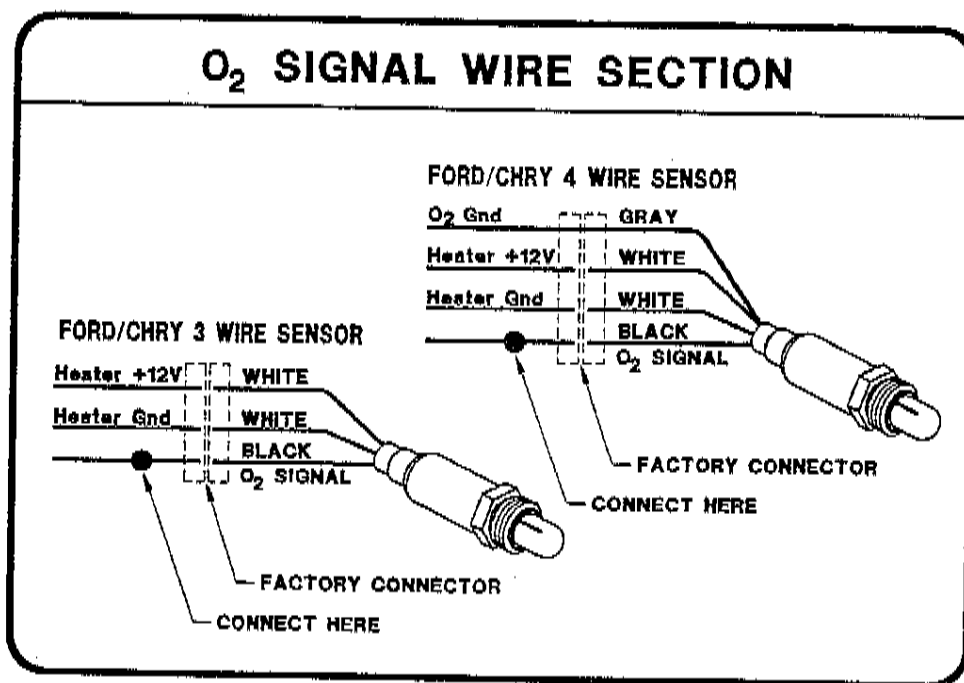 O₂ SIGNAL WIRE SECTION
FORD/CHRY 4 WIRE SENSOR
O₂ Gnd GRAY
Heater +12V WHITE
Heater Gnd WHITE
BLACK
O₂ SIGNAL
FACTORY CONNECTOR
CONNECT HERE
FORD/CHRY 3 WIRE SENSOR
Heater +12V WHITE
Heater Gnd WHITE
BLACK
O₂ SIGNAL
FACTORY CONNECTOR
CONNECT HERE